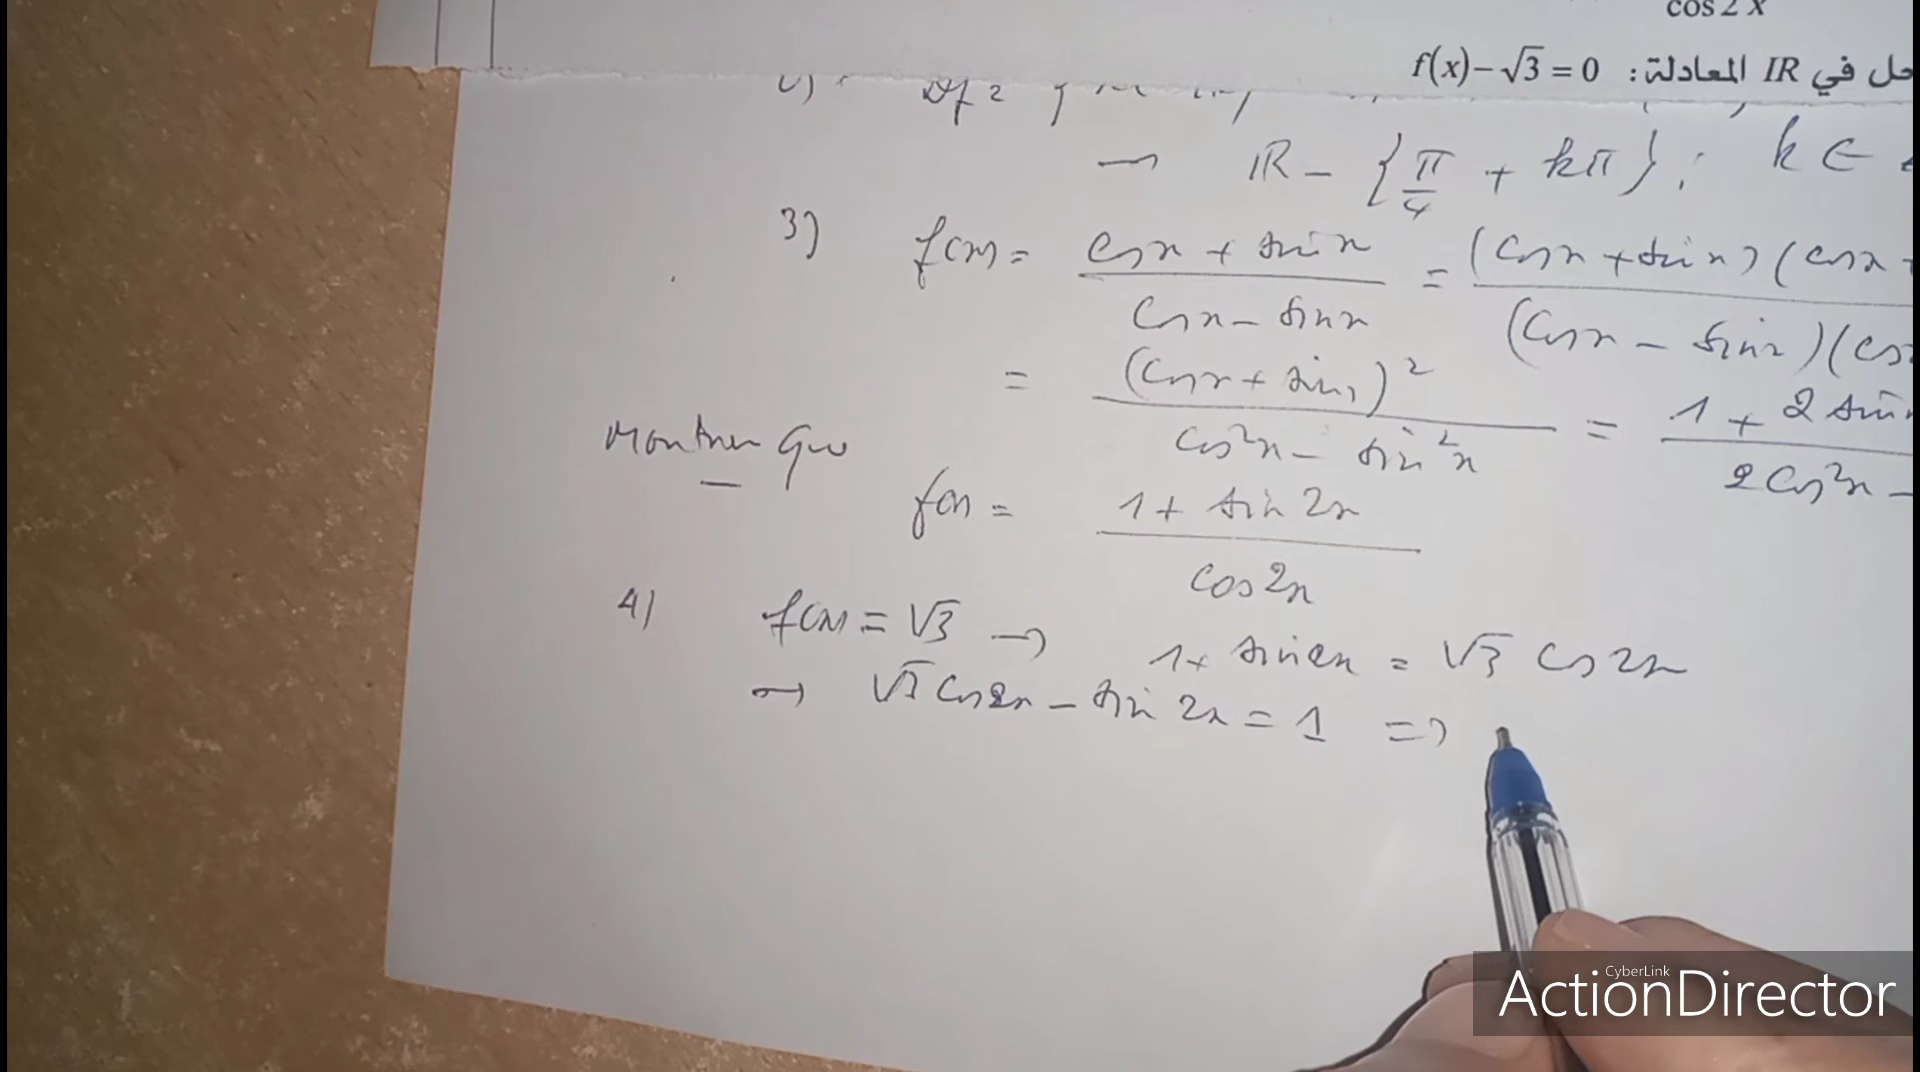 cos 2 x
حل في IR المعادلة : f(x)−√3 = 0
Df =
→ IR − {π/4 + kπ} ; k ∈
3) f(x) = (cos x + sin x)/(cos x − sin x) = (cos x + sin x)(cos x +/(cos x − sin x)(cos
= (cos x + sin x)²/(cos²x − sin²x) = 1 + 2 sin/2cos²x −
Montrer que
f(x) = (1 + sin 2x)/(cos 2x)
4) f(x) = √3 → 1 + sin 2x = √3 cos 2x
→ √3 cos 2x − sin 2x = 1 =>
CyberLink
ActionDirector